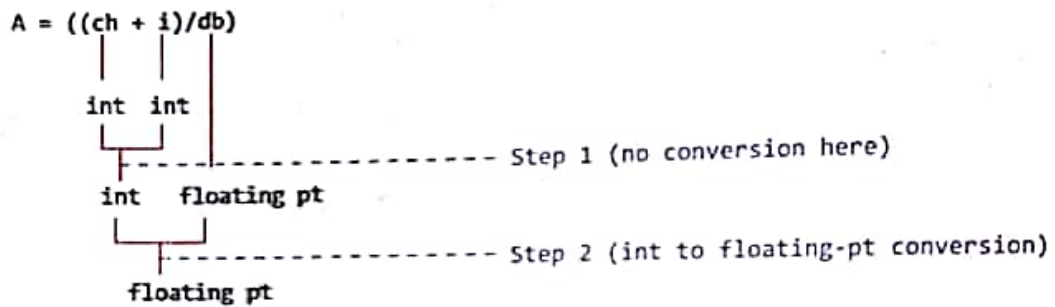 A = ((ch + i)/db)
int int
Step 1 (no conversion here)
int floating pt
Step 2 (int to floating-pt conversion)
floating pt